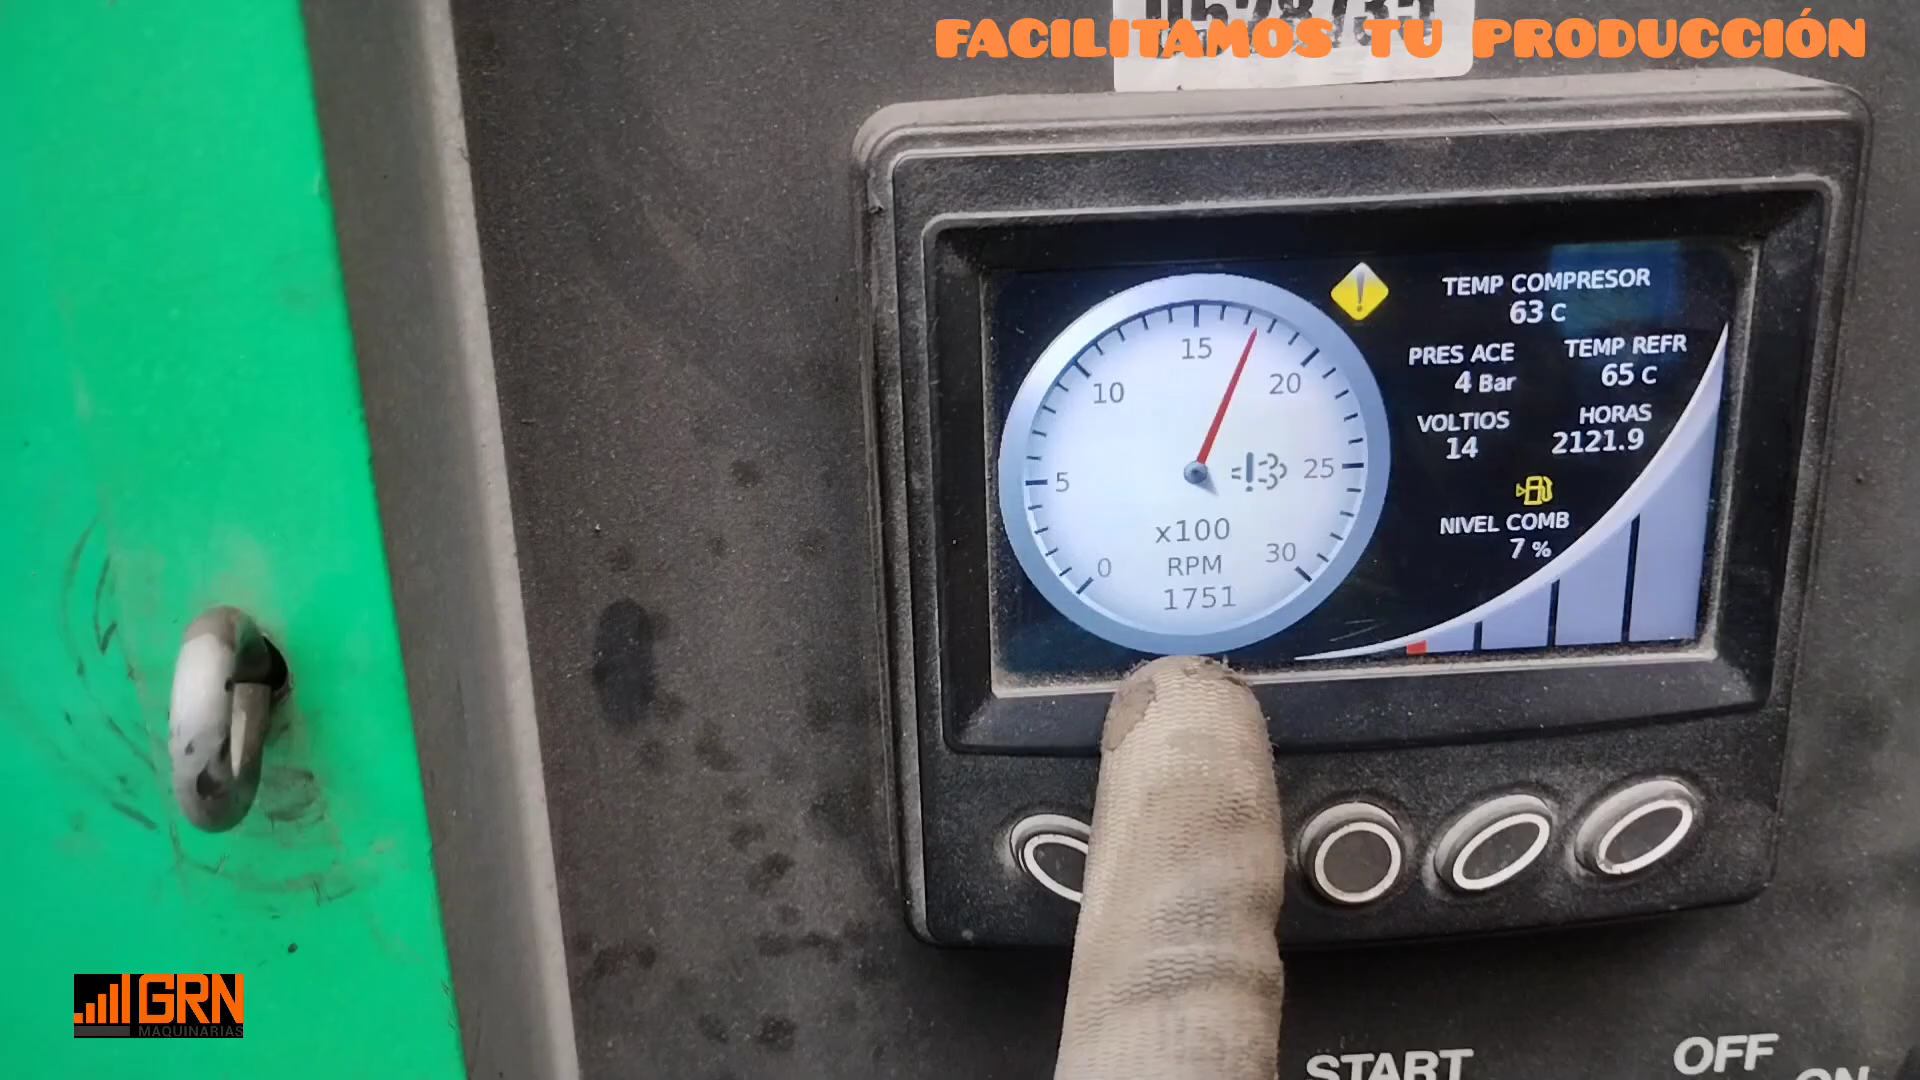 FACILITAMOS TU PRODUCCIÓN
TEMP COMPRESOR
63 C
PRES ACE
4 Bar
TEMP REFR
65 C
VOLTIOS
14
HORAS
2121.9
NIVEL COMB
7 %
0
5
10
15
20
25
30
x100
RPM
1751
START
OFF
ON
GRN
MAQUINARIAS